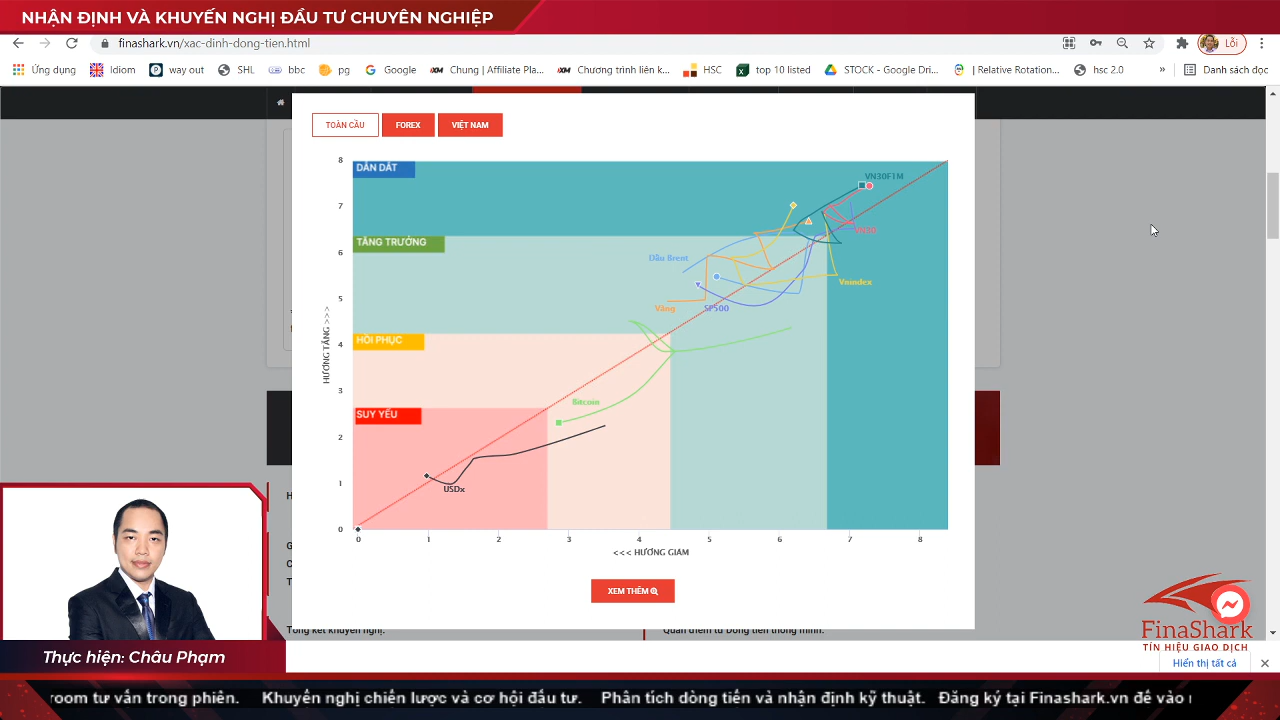 NHẬN ĐỊNH VÀ KHUYẾN NGHỊ ĐẦU TƯ CHUYÊN NGHIỆP
finashark.vn/xac-dinh-dong-tien.html
Lỗi
Ứng dụng
Idiom
way out
SHL
bbc
pg
Google
Chung | Affiliate Pla...
Chương trình liên k...
HSC
top 10 listed
STOCK - Google Dri...
| Relative Rotation...
hsc 2.0
»
Danh sách đọc
TOÀN CẦU
FOREX
VIỆT NAM
8
7
6
5
4
3
2
1
0
HƯỚNG TĂNG >>>
DẪN DẮT
TĂNG TRƯỞNG
HỒI PHỤC
SUY YẾU
VN30F1M
VN30
Dầu Brent
Vnindex
Vàng
SP500
Bitcoin
USDx
0 1 2 3 4 5 6 7 8
<<< HƯỚNG GIẢM
XEM THÊM
Tổng kết khuyến nghị:
Quan điểm từ dòng tiền thông minh:
FinaShark
TÍN HIỆU GIAO DỊCH
Thực hiện: Châu Phạm
Hiển thị tất cả
room tư vấn trong phiên. Khuyến nghị chiến lược và cơ hội đầu tư. Phân tích dòng tiền và nhận định kỹ thuật. Đăng ký tại Finashark.vn để vào